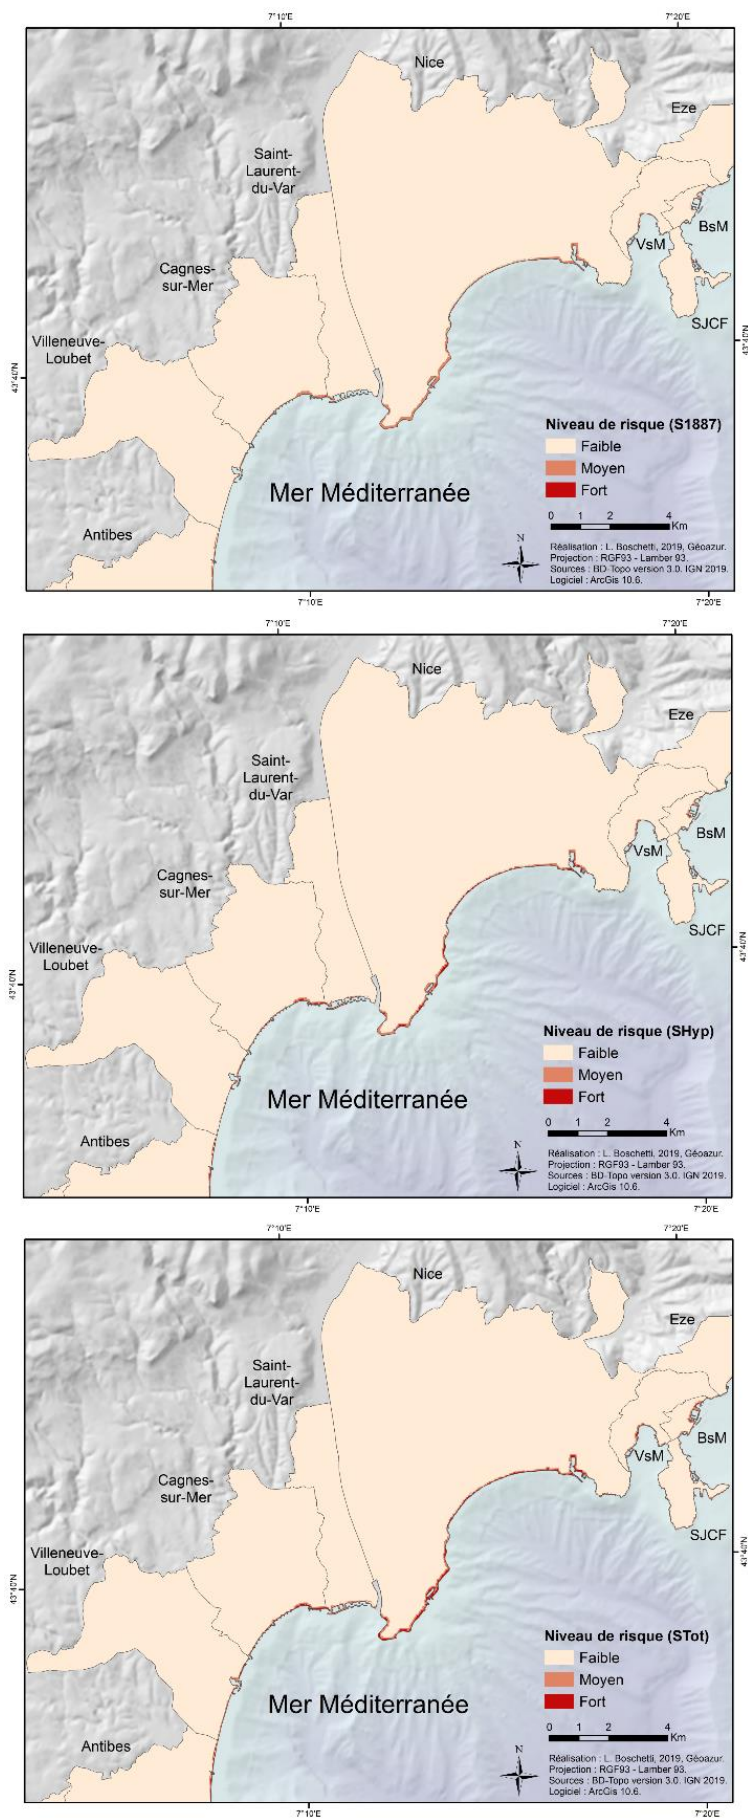 7°10'E
7°20'E
Nice
Eze
Saint-
Laurent-
du-Var
BsM
VsM
Cagnes-
sur-Mer
SJCF
Villeneuve-
Loubet
43°40'N
43°40'N
Niveau de risque (S1887)
Faible
Moyen
Fort
Mer Méditerranée
0 1 2 4
Km
Antibes
N
Réalisation : L. Boschetti, 2019, Géoazur.
Projection : RGF93 - Lamber 93.
Sources : BD-Topo version 3.0. IGN 2019.
Logiciel : ArcGis 10.6.
7°10'E
7°20'E
7°10'E
7°20'E
Nice
Eze
Saint-
Laurent-
du-Var
BsM
VsM
Cagnes-
sur-Mer
SJCF
Villeneuve-
Loubet
43°40'N
43°40'N
Niveau de risque (SHyp)
Faible
Moyen
Fort
Mer Méditerranée
0 1 2 4
Km
Antibes
N
Réalisation : L. Boschetti, 2019, Géoazur.
Projection : RGF93 - Lamber 93.
Sources : BD-Topo version 3.0. IGN 2019.
Logiciel : ArcGis 10.6.
7°10'E
7°20'E
7°10'E
7°20'E
Nice
Eze
Saint-
Laurent-
du-Var
BsM
VsM
Cagnes-
sur-Mer
SJCF
Villeneuve-
Loubet
43°40'N
43°40'N
Niveau de risque (STot)
Faible
Moyen
Fort
Mer Méditerranée
0 1 2 4
Km
Antibes
N
Réalisation : L. Boschetti, 2019, Géoazur.
Projection : RGF93 - Lamber 93.
Sources : BD-Topo version 3.0. IGN 2019.
Logiciel : ArcGis 10.6.
7°10'E
7°20'E